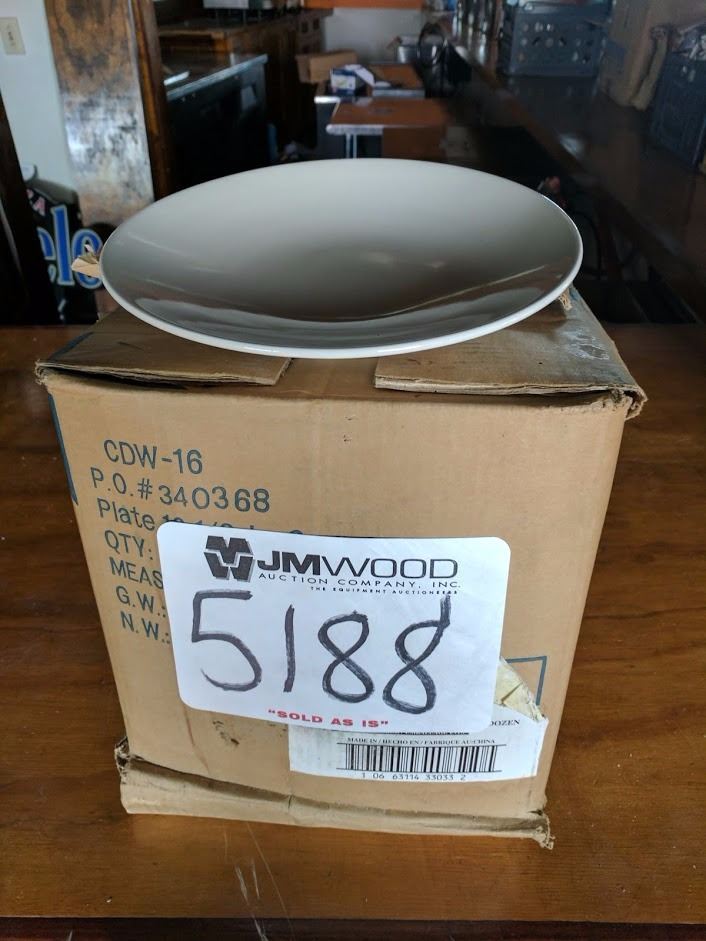 CDW-16
P.O.# 340368
Plate
QTY:
MEAS
G.W.:
N.W.:
JMWOOD
AUCTION COMPANY, INC.
THE EQUIPMENT AUCTIONEERS
5188
"SOLD AS IS"
DOZEN
MADE IN / HECHO EN / FABRIQUE AU:CHINA
1 06 63114 33033 2